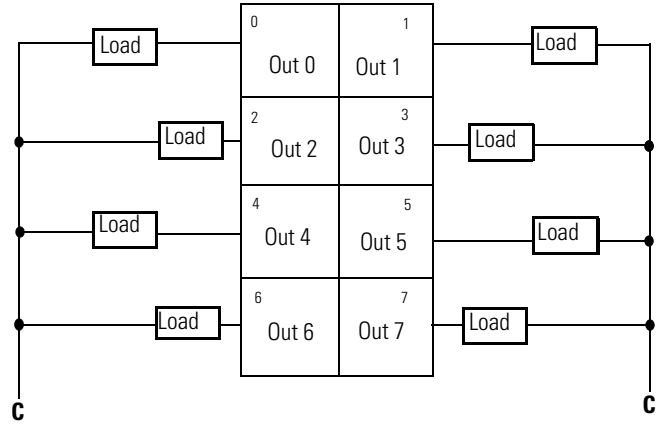 0 1
Load Out 0 Out 1 Load
2 3
Load Out 2 Out 3 Load
4 5
Load Out 4 Out 5 Load
6 7
Load Out 6 Out 7 Load
C C